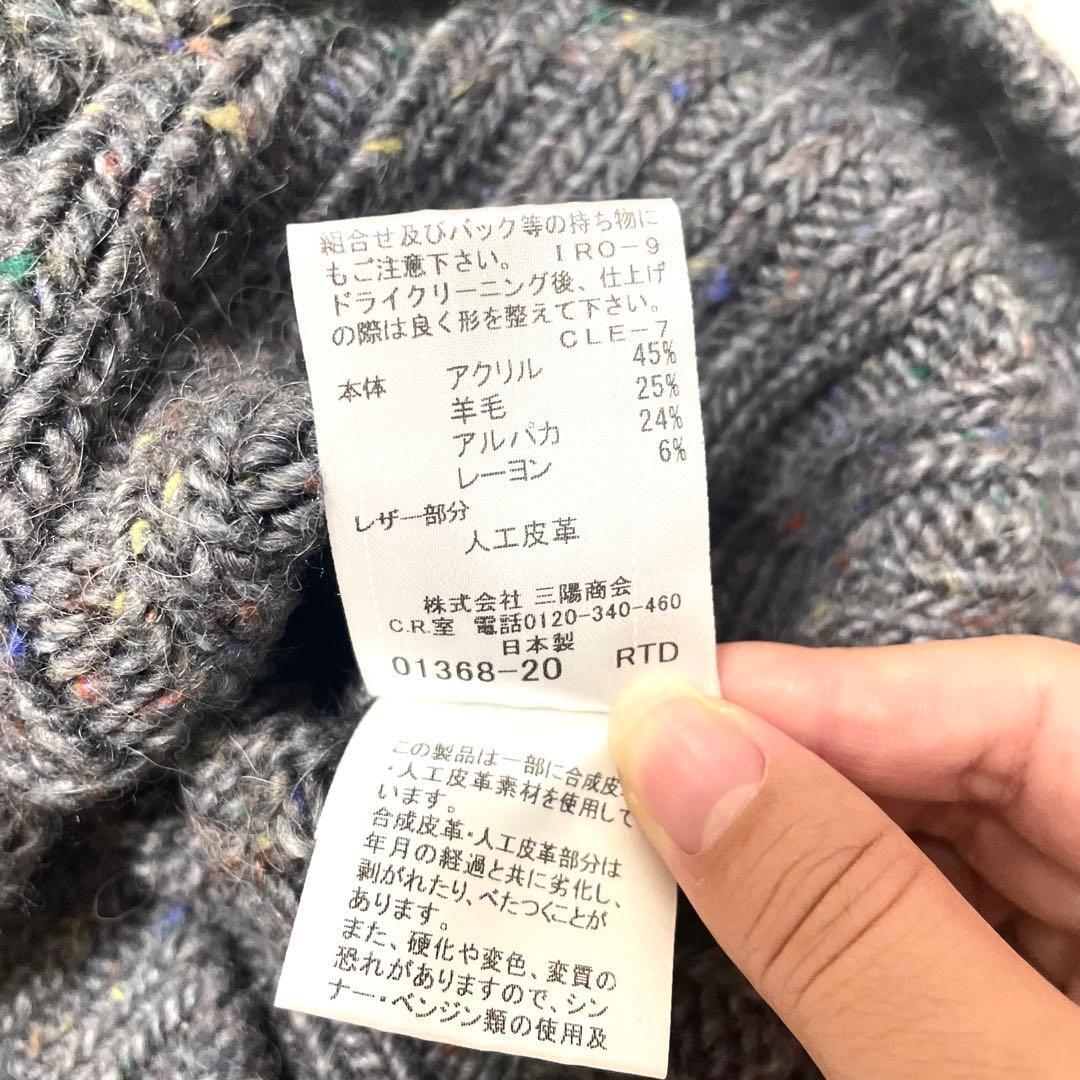 組合せ及びバック等の持ち物に
もご注意下さい。 IRO-9
ドライクリーニング後、仕上げ
の際は良く形を整えて下さい。
CLE-7
本体 アクリル 45%
羊毛 25%
アルパカ 24%
レーヨン 6%
レザー部分
人工皮革
株式会社 三陽商会
C.R.室 電話0120-340-460
日本製
01368-20 RTD
この製品は一部に合成皮
・人工皮革素材を使用して
います。
合成皮革・人工皮革部分は
年月の経過と共に劣化し、
剥がれたり、べたつくことが
あります。
また、硬化や変色、変質の
恐れがありますので、シン
ナー・ベンジン類の使用及